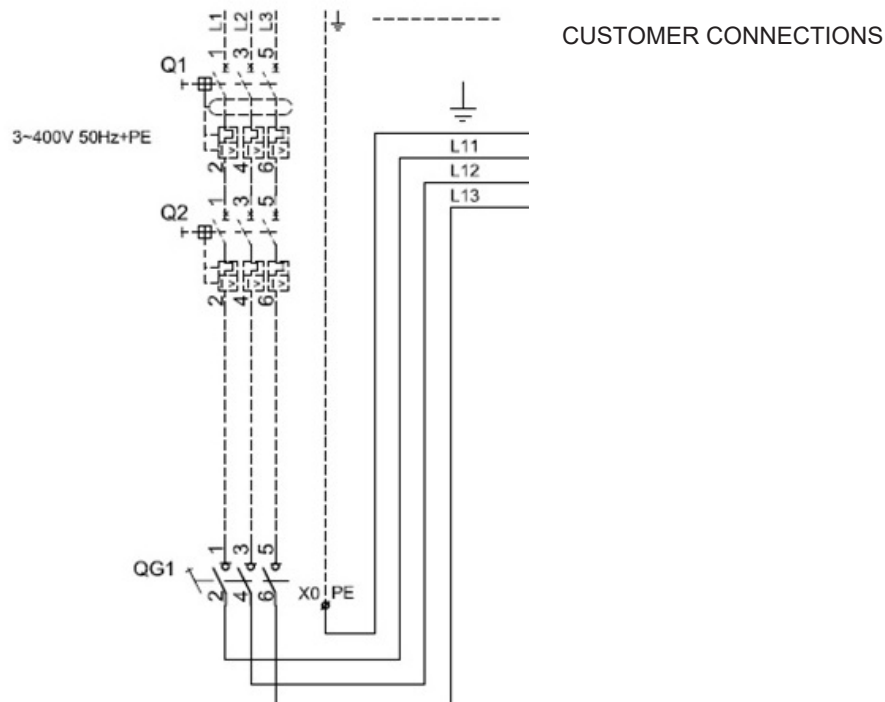 L1 L2 L3
CUSTOMER CONNECTIONS
1 3 5
Q1
3~400V 50Hz+PE
> > >
2 4 6
L11
L12
L13
1 3 5
Q2
> > >
2 4 6
1 3 5
QG1
2 4 6
X0 PE